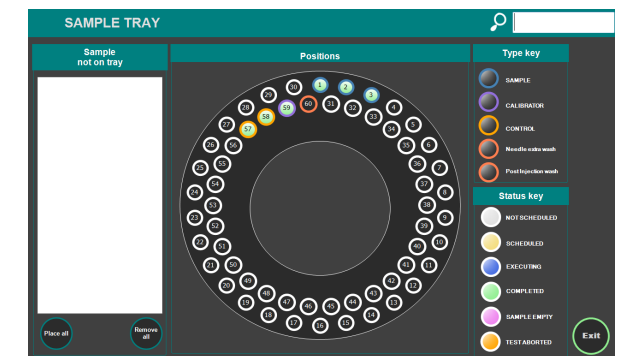 SAMPLE TRAY
Sample
not on tray
Positions
Type key
SAMPLE
CALIBRATOR
CONTROL
Needle extra wash
Post Injection wash
Status key
NOT SCHEDULED
SCHEDULED
EXECUTING
COMPLETED
SAMPLE EMPTY
TEST ABORTED
1
2
3
4
5
6
7
8
9
10
11
12
13
14
15
16
17
18
19
20
21
22
23
24
25
26
27
28
29
30
31
32
33
34
35
36
37
38
39
40
41
42
43
44
45
46
47
48
49
50
51
52
53
54
55
56
57
58
59
60
Place all
Remove
all
Exit